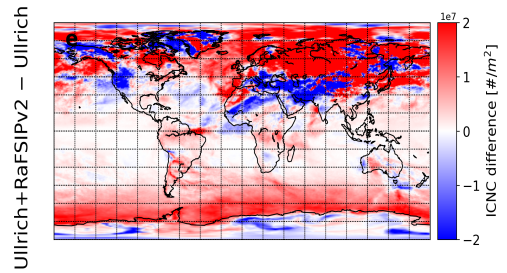 Ullrich+RaFSIPv2 − Ullrich
e
1e7
2
1
0
−1
−2
ICNC difference [#/m²]